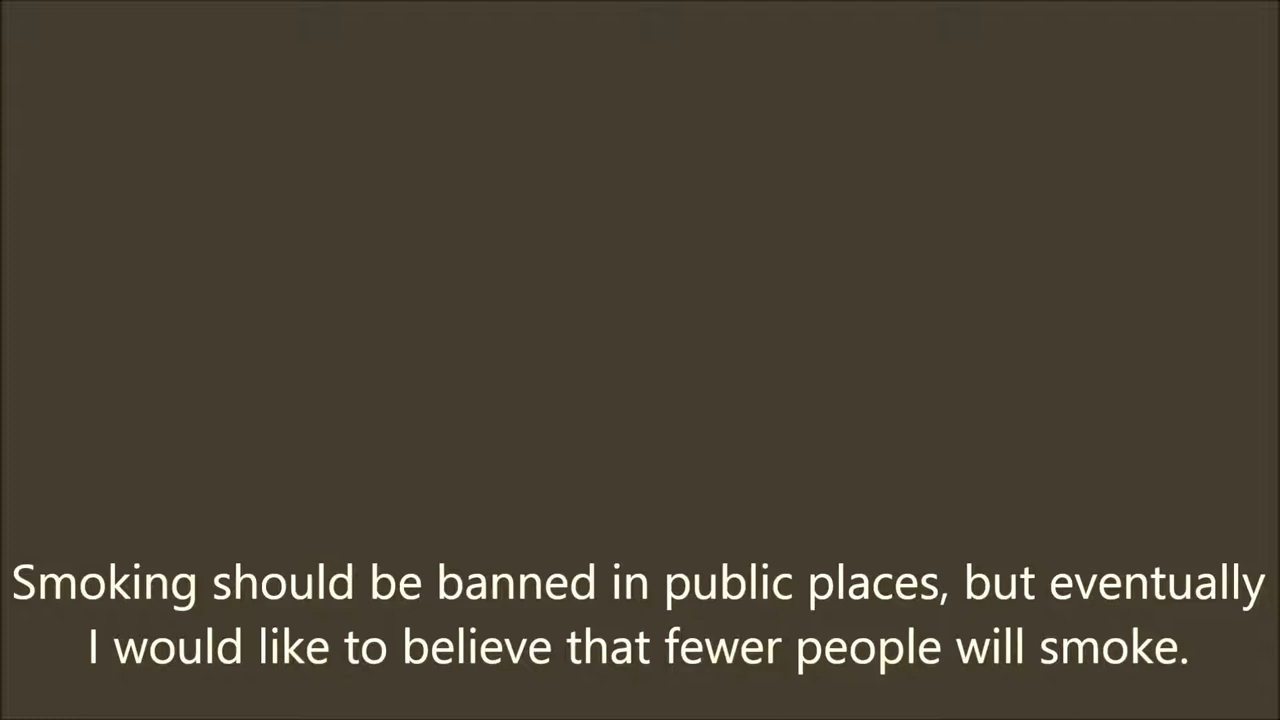 Smoking should be banned in public places, but eventually
I would like to believe that fewer people will smoke.